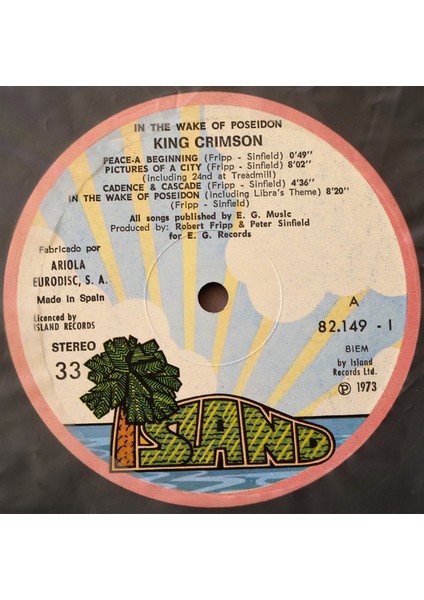 IN THE WAKE OF POSEIDON
KING CRIMSON
PEACE-A BEGINNING (Fripp - Sinfield) 0'49''
PICTURES OF A CITY (Fripp - Sinfield) 8'02''
(including 24nd at Treadmill)
CADENCE & CASCADE (Fripp - Sinfield) 4'36''
IN THE WAKE OF POSEIDON (Including Libra's Theme) 8'20''
(Fripp - Sinfield)
All songs published by E. G. Music
Produced by: Robert Fripp & Peter Sinfield
for E. G. Records
Fabricado por
ARIOLA
EURODISC, S. A.
Made in Spain
Licenced by
ISLAND RECORDS
STEREO
33
A
82.149 - I
BIEM
by Island
Records Ltd.
℗ 1973
ISLAND